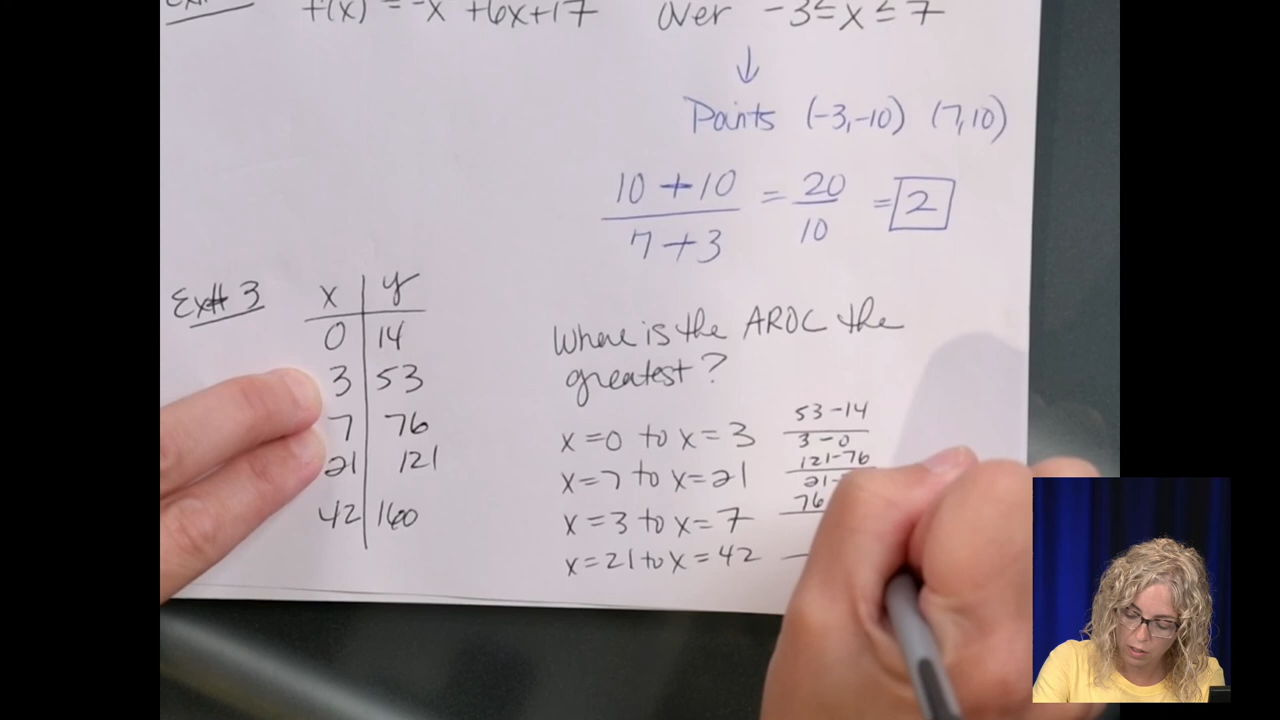 f(x) = -x +6x+17 over -3≤x≤7
↓
Points (-3,-10) (7,10)
10+10 / 7+3 = 20 / 10 = 2
Ex# 3
x | y
0 | 14
3 | 53
7 | 76
21 | 121
42 | 160
Where is the AROC the
greatest?
x=0 to x=3 53-14 / 3-0
x=7 to x=21 121-76 / 21-
x=3 to x=7 76
x=21 to x=42